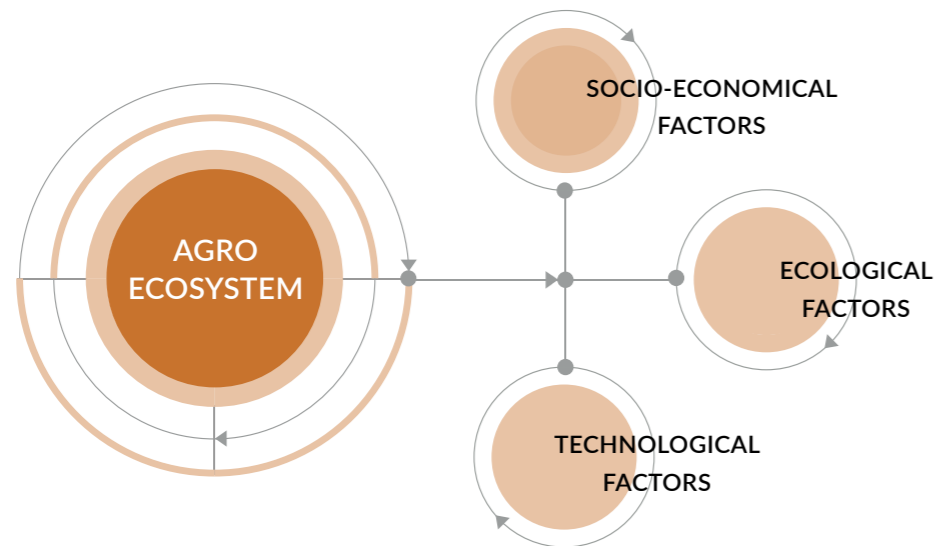 AGRO
ECOSYSTEM
SOCIO-ECONOMICAL
FACTORS
ECOLOGICAL
FACTORS
TECHNOLOGICAL
FACTORS